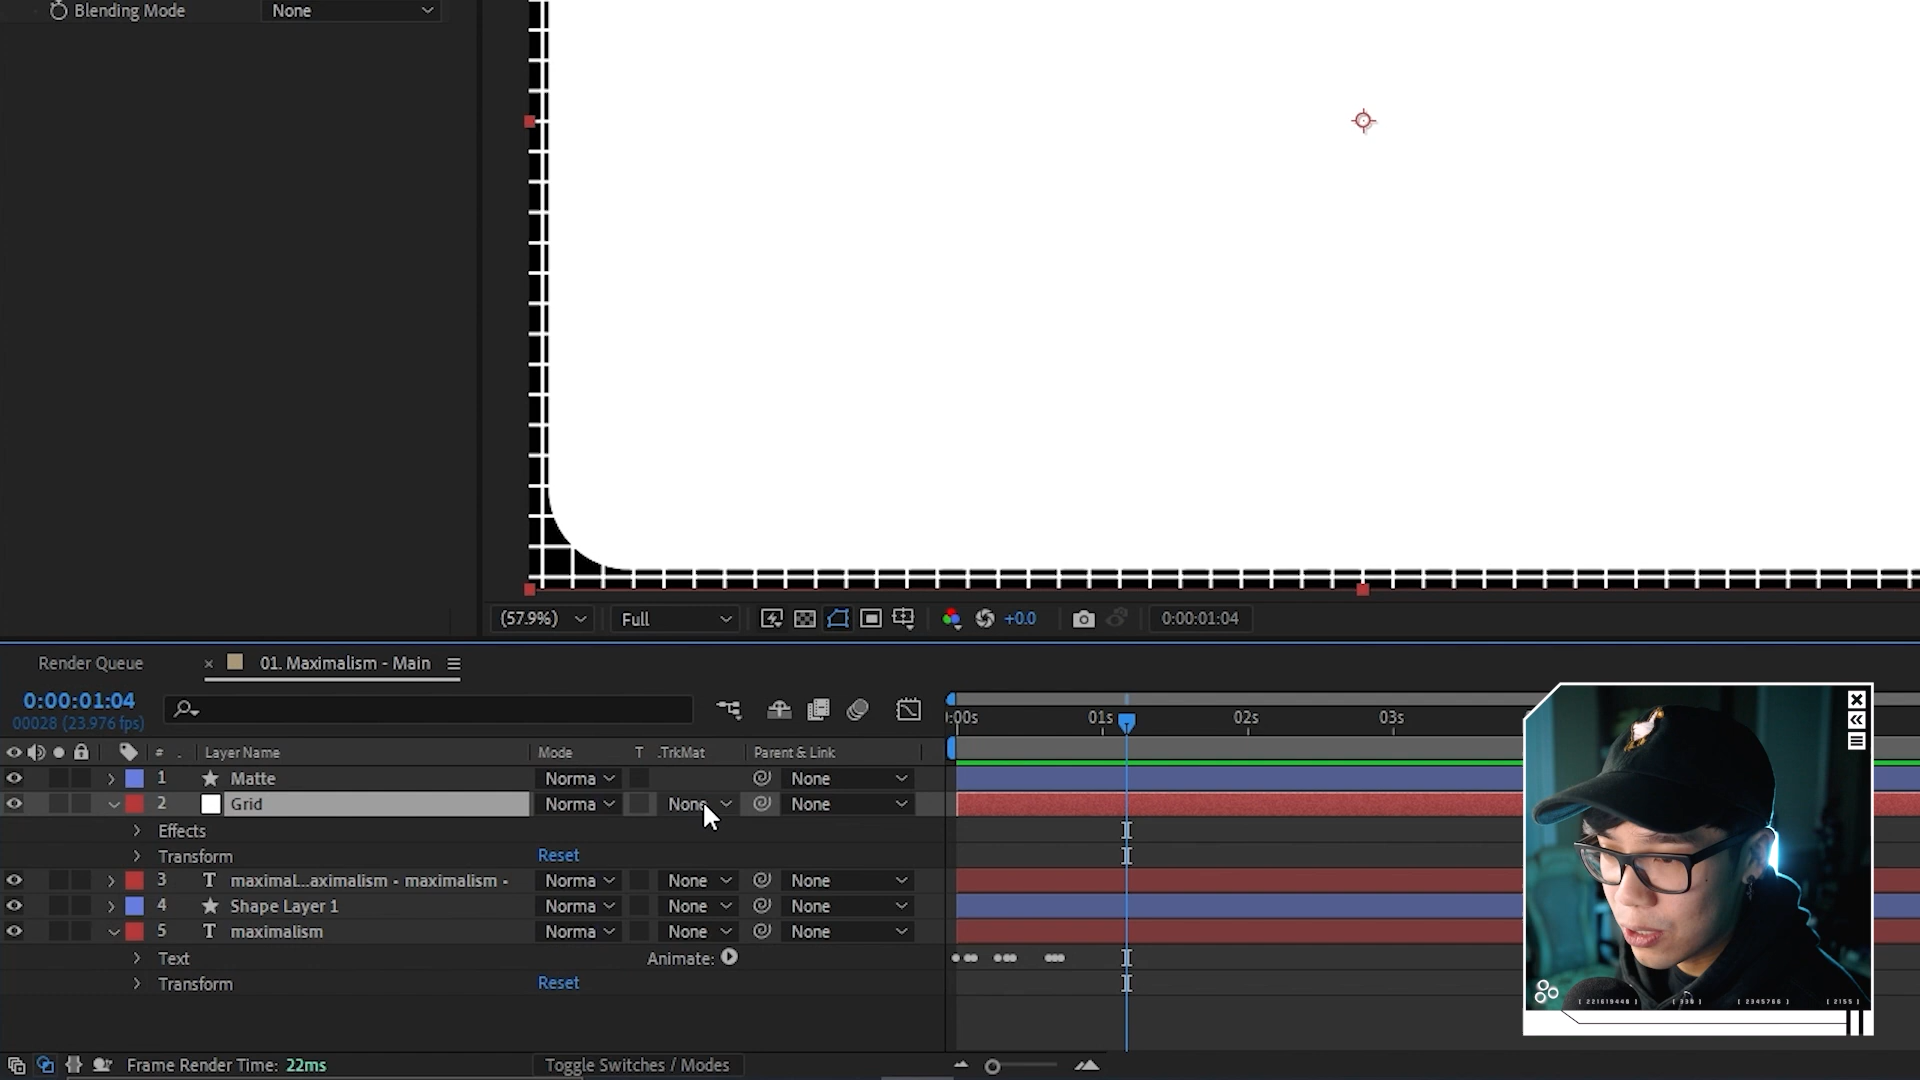 Blending Mode None
(57.9%) Full +0.0 0:00:01:04
Render Queue × 01. Maximalism - Main
0:00:01:04
00028 (23.976 fps)
:00s 01s 02s 03s
# . Layer Name Mode T .TrkMat Parent & Link
1 Matte Norma None
2 Grid Norma None None
Effects
Transform Reset
3 T maximal...aximalism - maximalism - Norma None None
4 Shape Layer 1 Norma None None
5 T maximalism Norma None None
Text Animate:
Transform Reset
Frame Render Time: 22ms Toggle Switches / Modes